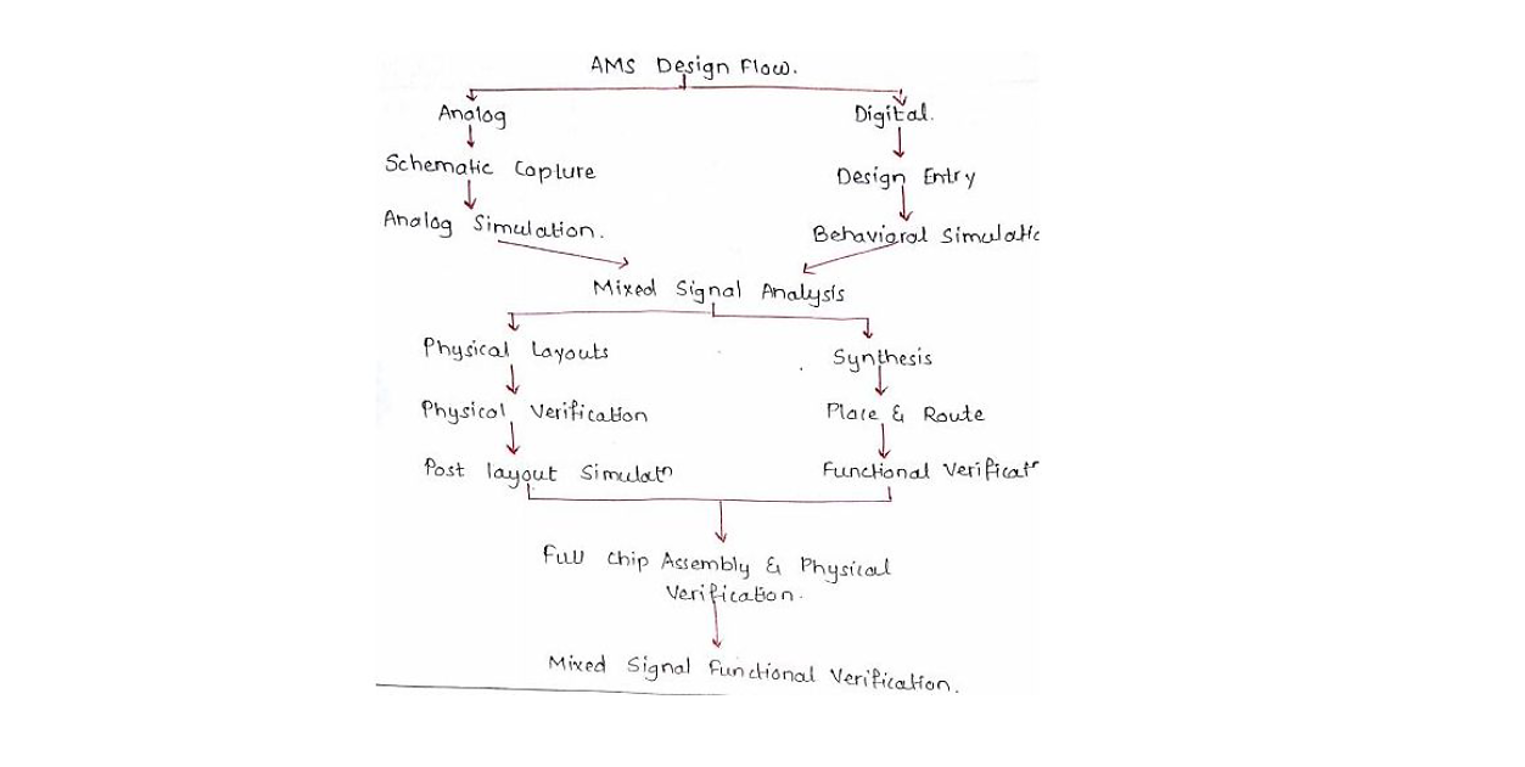 AMS Design Flow.
Analog
Digital.
Schematic Capture
Design Entry
Analog Simulation.
Behavioral Simulatic
Mixed Signal Analysis
Physical Layouts
Synthesis
Physical Verification
Place & Route
Post layout Simulatn
Functional Verificatn
Full Chip Assembly & Physical
Verification.
Mixed Signal Functional Verification.